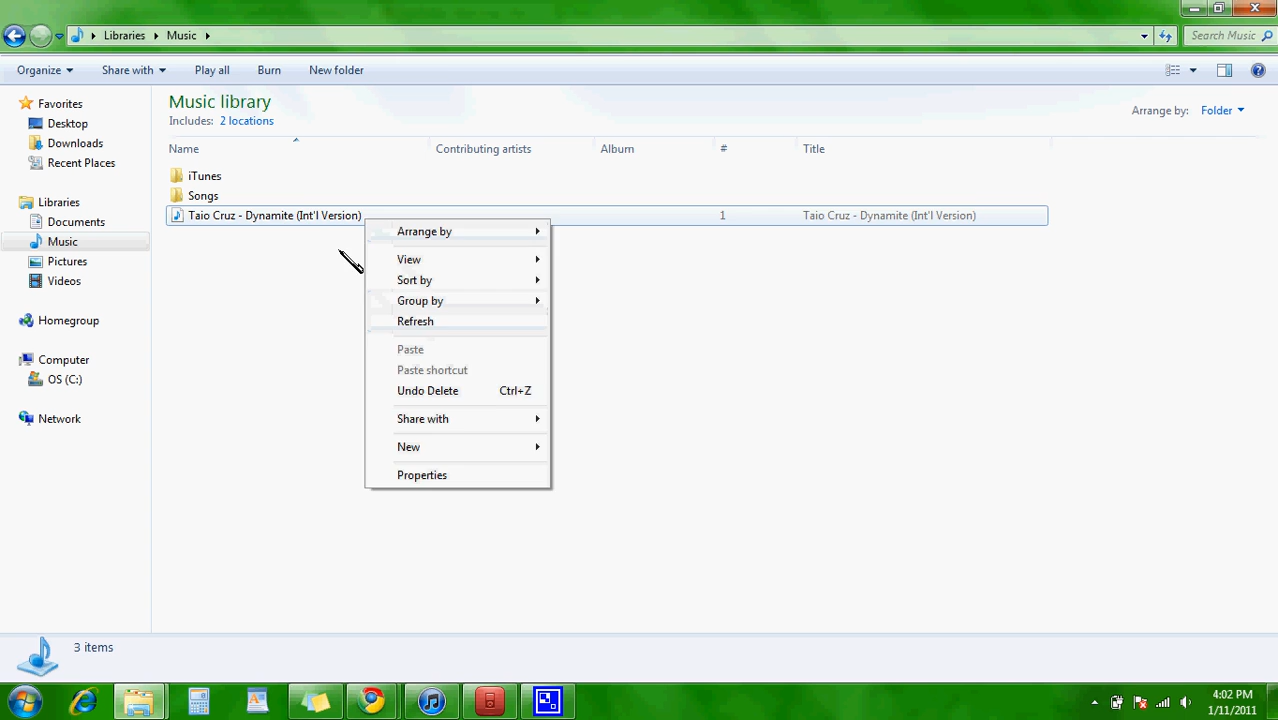 Libraries Music
Search Music
Organize Share with Play all Burn New folder
Favorites
Desktop
Downloads
Recent Places
Libraries
Documents
Music
Pictures
Videos
Homegroup
Computer
OS (C:)
Network
Music library
Includes: 2 locations
Arrange by: Folder
Name Contributing artists Album # Title
iTunes
Songs
Taio Cruz - Dynamite (Int'l Version) 1 Taio Cruz - Dynamite (Int'l Version)
Arrange by
View
Sort by
Group by
Refresh
Paste
Paste shortcut
Undo Delete Ctrl+Z
Share with
New
Properties
3 items
4:02 PM
1/11/2011